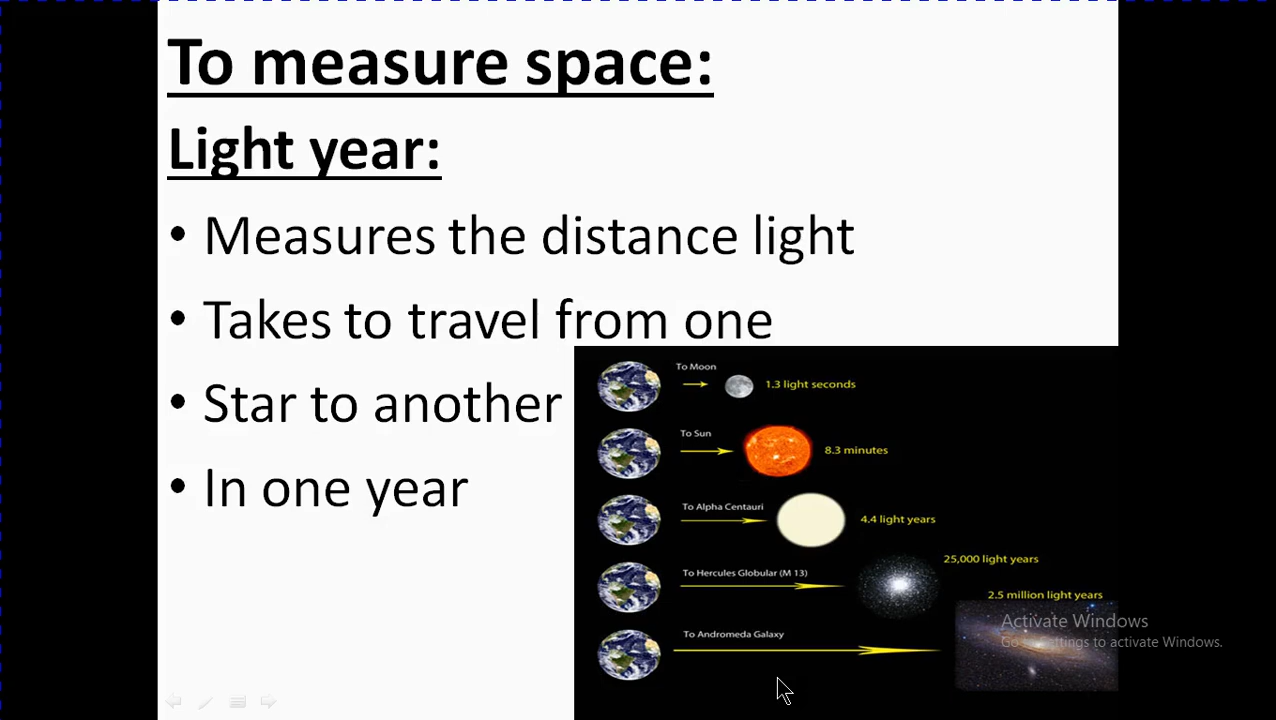 To measure space:
Light year:
• Measures the distance light
• Takes to travel from one
• Star to another
• In one year
To Moon
1.3 light seconds
To Sun
8.3 minutes
To Alpha Centauri
4.4 light years
To Hercules Globular (M 13)
25,000 light years
2.5 million light years
To Andromeda Galaxy
Activate Windows
Go to Settings to activate Windows.